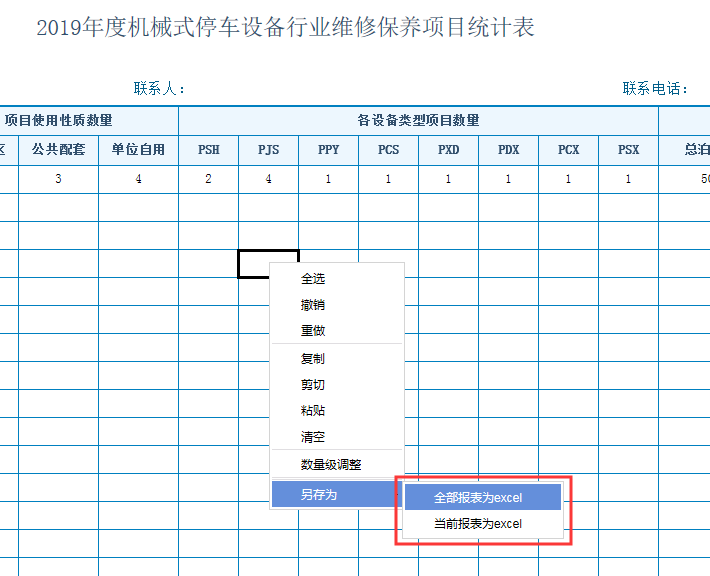 2019年度机械式停车设备行业维修保养项目统计表
联系人： 联系电话：
项目使用性质数量 各设备类型项目数量
区 公共配套 单位自用 PSH PJS PPY PCS PXD PDX PCX PSX 总泊
3 4 2 4 1 1 1 1 1 1 50
全选
撤销
重做
复制
剪切
粘贴
清空
数量级调整
另存为 全部报表为excel
当前报表为excel